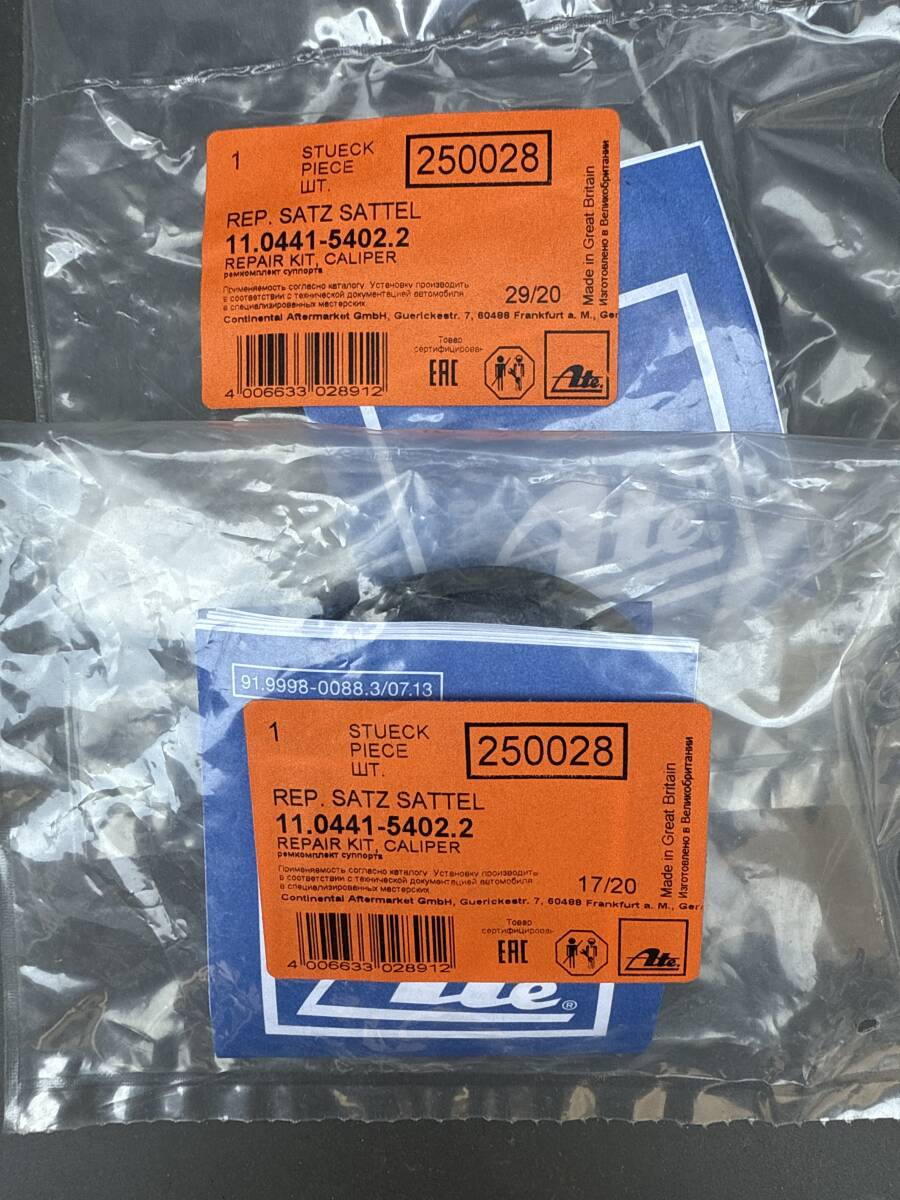 1
STUECK
PIECE
ШТ.
250028
REP. SATZ SATTEL
11.0441-5402.2
REPAIR KIT, CALIPER
ремкомплект суппорта
Применяемость согласно каталогу. Установку производить
в соответствии с технической документацией автомобиля
в специализированных мастерских
29/20
Continental Aftermarket GmbH, Guerickestr. 7, 60488 Frankfurt a. M., Ger
Made in Great Britain
Изготовлено в Великобритании
4 006633 028912
Товар
сертифицирован
EAC
Ate
Ate®
91.9998-0088.3/07.13
1
STUECK
PIECE
ШТ.
250028
REP. SATZ SATTEL
11.0441-5402.2
REPAIR KIT, CALIPER
ремкомплект суппорта
Применяемость согласно каталогу Установку производить
в соответствии с технической документацией автомобиля
в специализированных мастерских
17/20
Continental Aftermarket GmbH, Guerickestr. 7, 60488 Frankfurt a. M., Ger
Made in Great Britain
Изготовлено в Великобритании
4 006633 028912
Товар
сертифицирован
EAC
Ate
Ate®